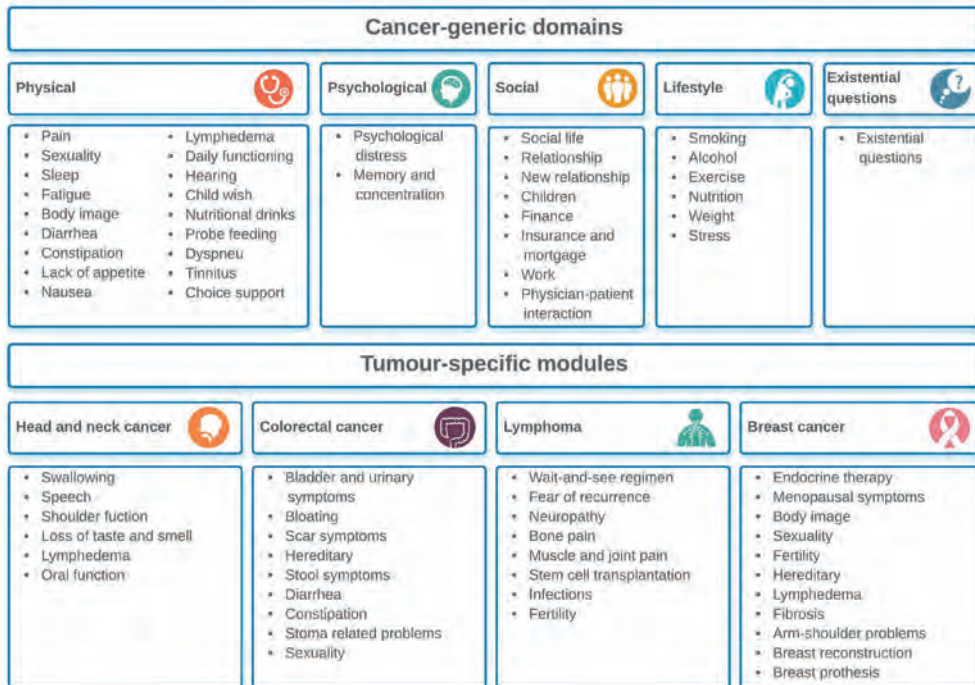 Cancer-generic domains
Physical
• Pain
• Sexuality
• Sleep
• Fatigue
• Body image
• Diarrhea
• Constipation
• Lack of appetite
• Nausea
• Lymphedema
• Daily functioning
• Hearing
• Child wish
• Nutritional drinks
• Probe feeding
• Dyspneu
• Tinnitus
• Choice support
Psychological
• Psychological
distress
• Memory and
concentration
Social
• Social life
• Relationship
• New relationship
• Children
• Finance
• Insurance and
mortgage
• Work
• Physician-patient
interaction
Lifestyle
• Smoking
• Alcohol
• Exercise
• Nutrition
• Weight
• Stress
Existential
questions
?
• Existential
questions
Tumour-specific modules
Head and neck cancer
• Swallowing
• Speech
• Shoulder fuction
• Loss of taste and smell
• Lymphedema
• Oral function
Colorectal cancer
• Bladder and urinary
symptoms
• Bloating
• Scar symptoms
• Hereditary
• Stool symptoms
• Diarrhea
• Constipation
• Stoma related problems
• Sexuality
Lymphoma
• Wait-and-see regimen
• Fear of recurrence
• Neuropathy
• Bone pain
• Muscle and joint pain
• Stem cell transplantation
• Infections
• Fertility
Breast cancer
• Endocrine therapy
• Menopausal symptoms
• Body image
• Sexuality
• Fertility
• Hereditary
• Lymphedema
• Fibrosis
• Arm-shoulder problems
• Breast reconstruction
• Breast prothesis